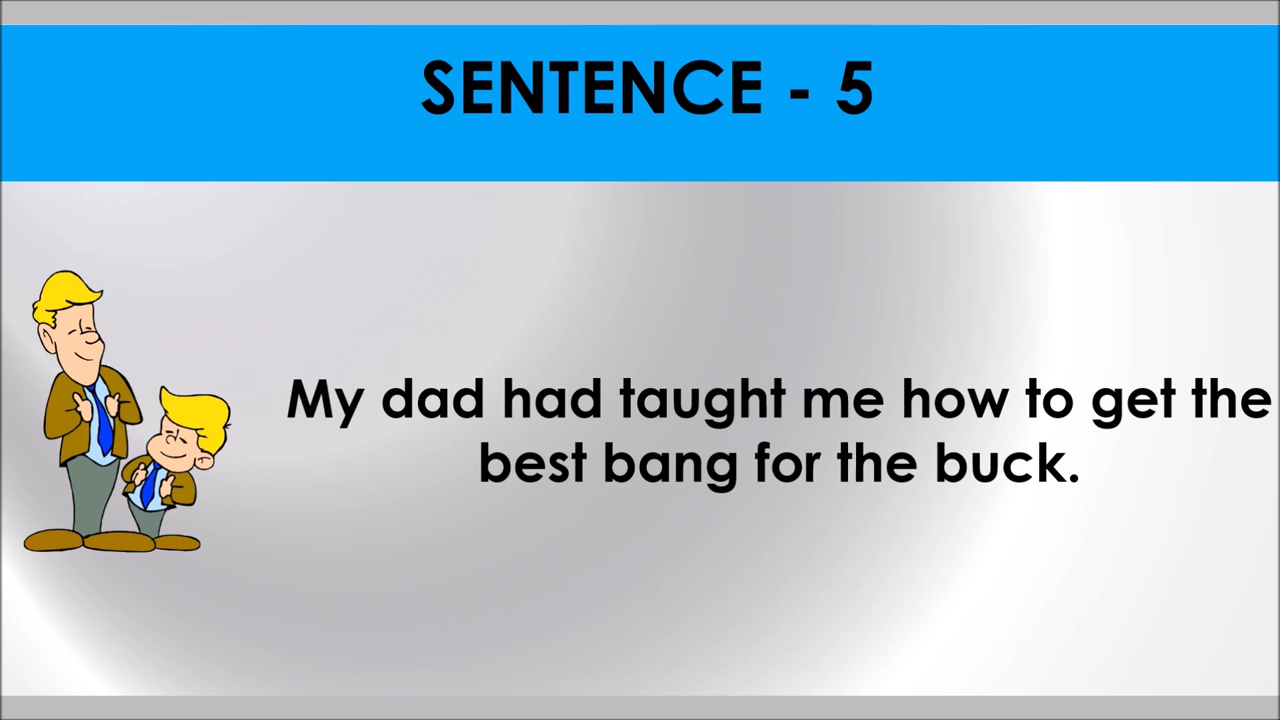 SENTENCE - 5
My dad had taught me how to get the
best bang for the buck.